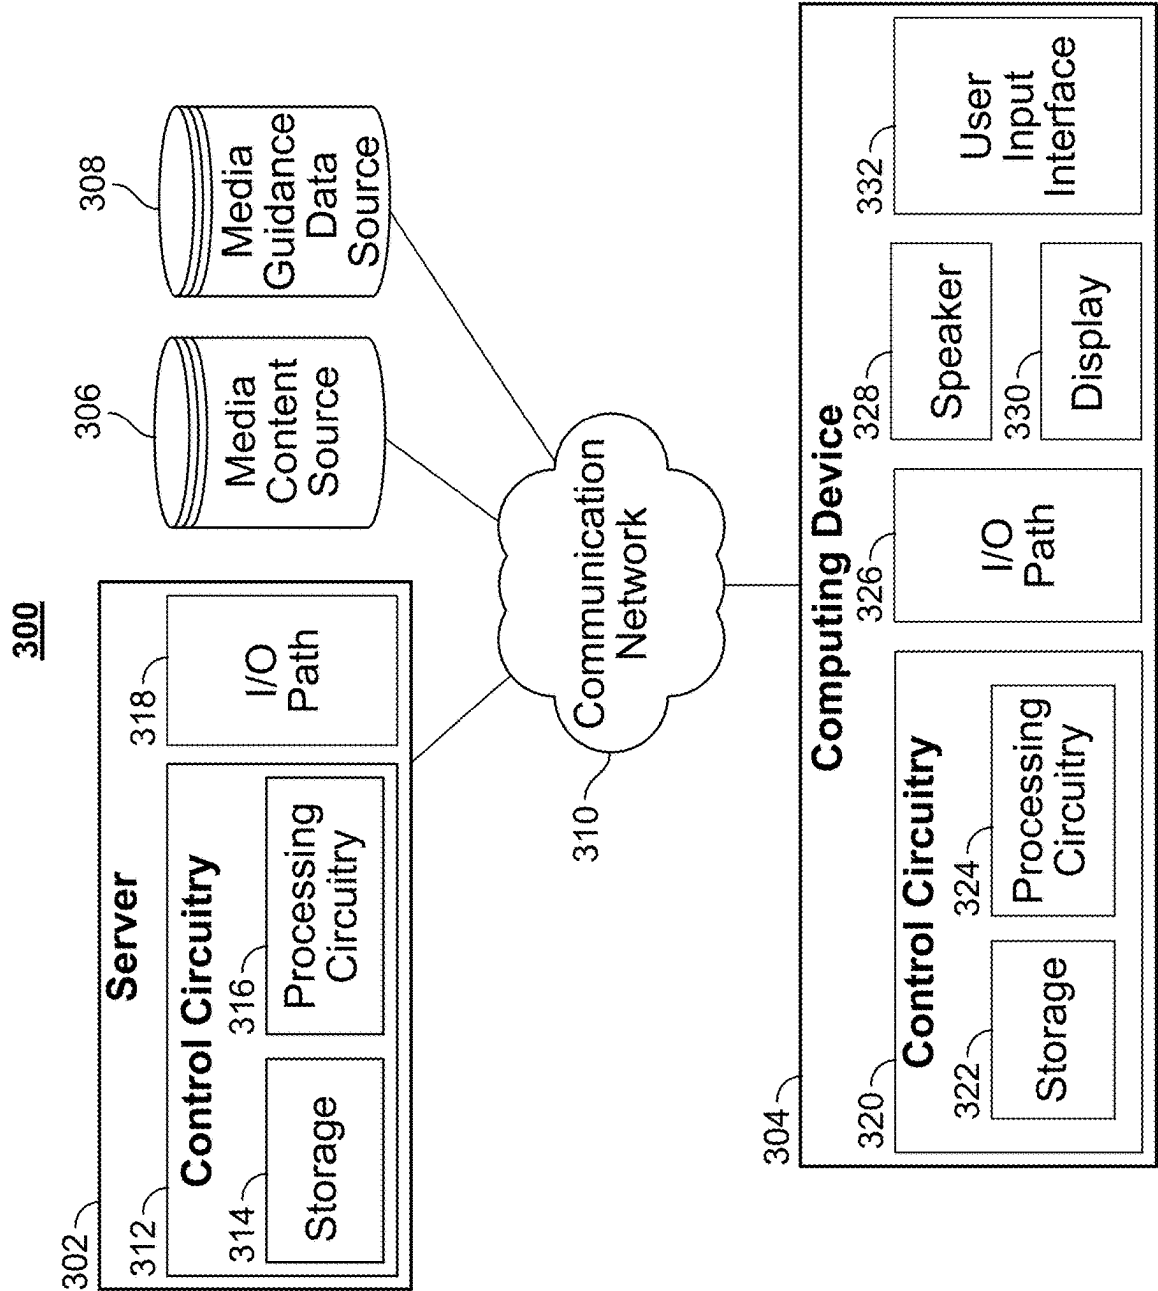 300
302
Server
312
Control Circuitry
314
Storage
316
Processing
Circuitry
318
I/O
Path
306
Media
Content
Source
308
Media
Guidance
Data
Source
310
Communication
Network
304
Computing Device
320
Control Circuitry
322
Storage
324
Processing
Circuitry
326
I/O
Path
328
Speaker
330
Display
332
User
Input
Interface